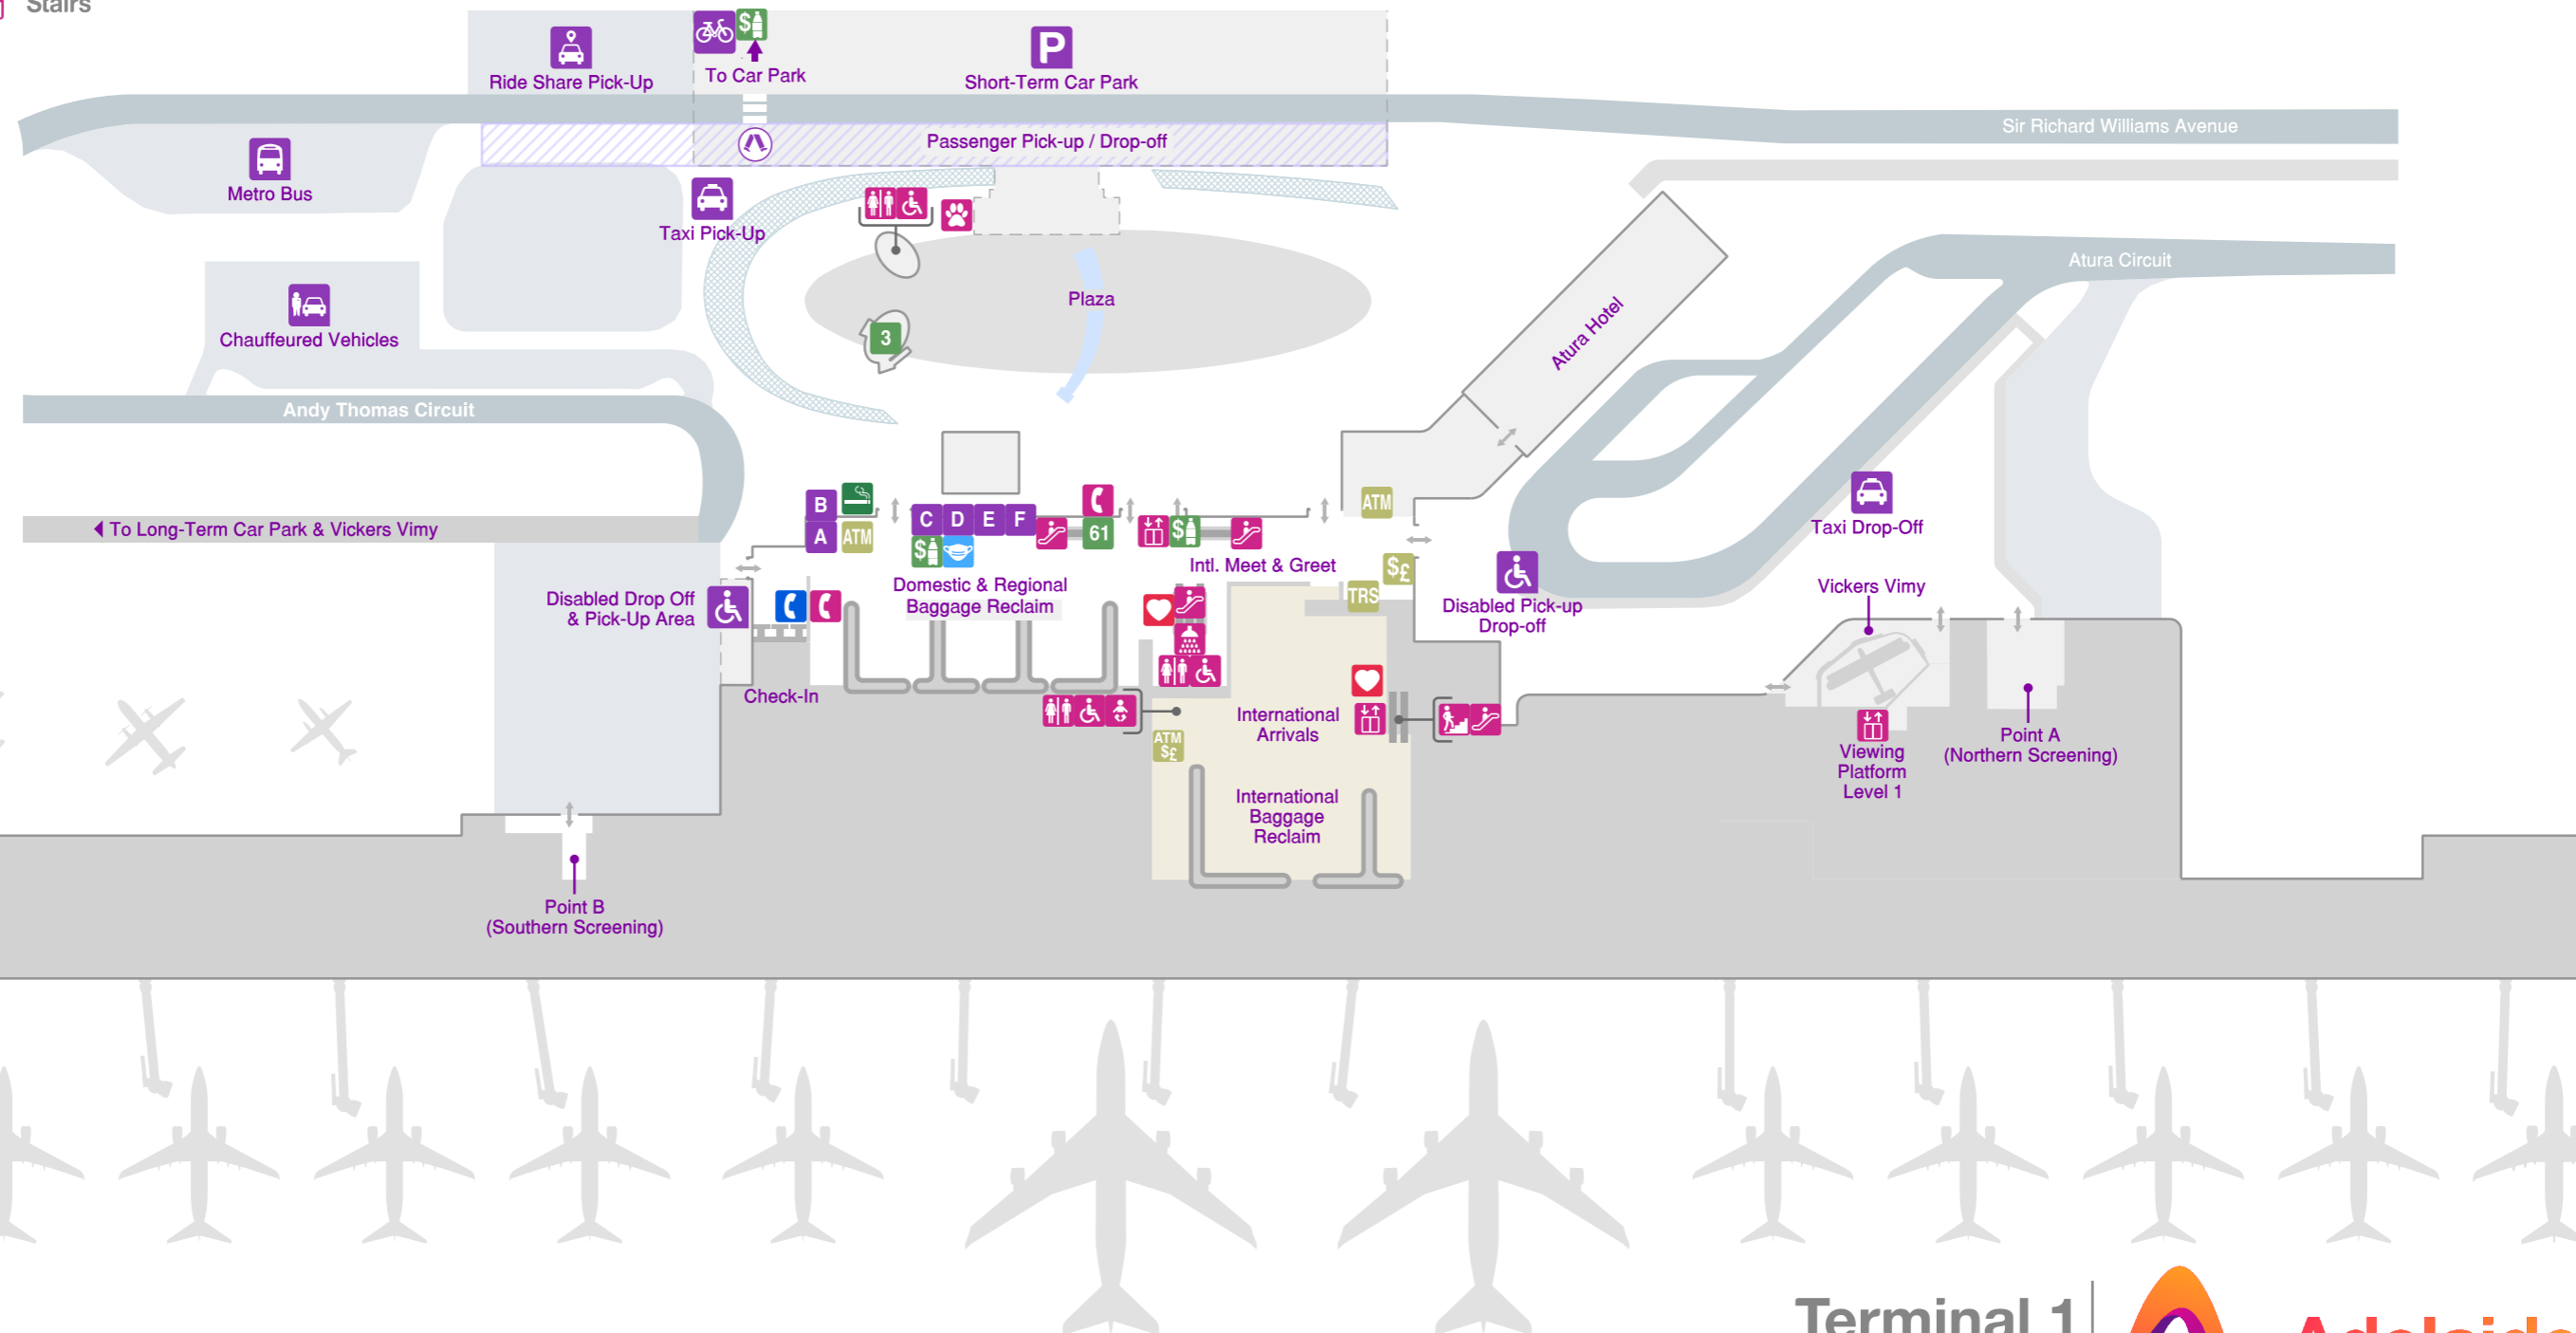 Stairs
Ride Share Pick-Up
$
To Car Park
P
Short-Term Car Park
Sir Richard Williams Avenue
Passenger Pick-up / Drop-off
Metro Bus
Taxi Pick-Up
Atura Circuit
Plaza
Chauffeured Vehicles
3
Atura Hotel
Andy Thomas Circuit
To Long-Term Car Park & Vickers Vimy
B
A
ATM
C D E F
$
61
$
ATM
Intl. Meet & Greet
$£
TRS
Taxi Drop-Off
Domestic & Regional
Baggage Reclaim
Disabled Drop Off
& Pick-Up Area
Disabled Pick-up
Drop-off
Vickers Vimy
Check-In
International
Arrivals
ATM
$£
Viewing
Platform
Level 1
Point A
(Northern Screening)
International
Baggage
Reclaim
Point B
(Southern Screening)
Terminal 1
Adelaide